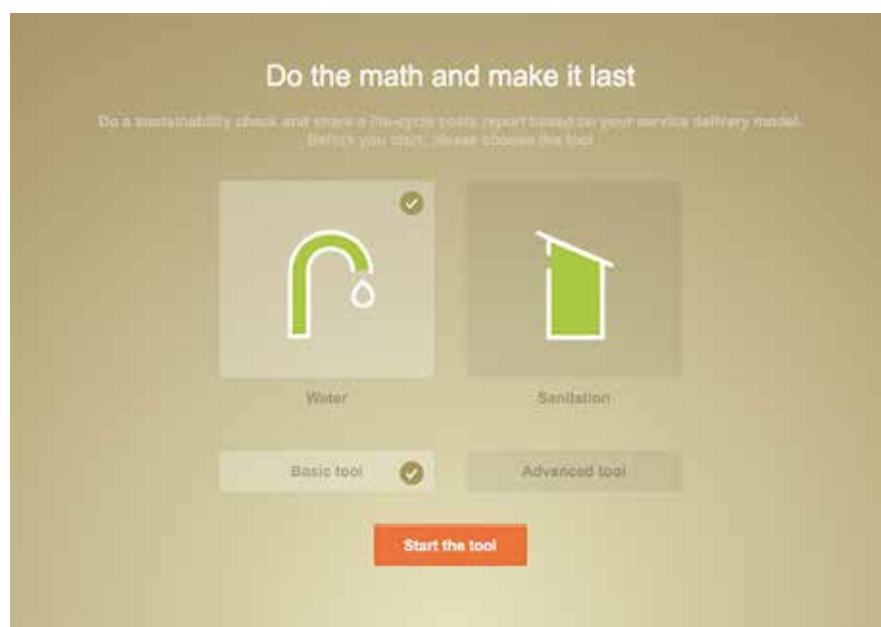 Do the math and make it last
Do a sustainability check and share a life-cycle costs report based on your service delivery model.
Before you start, please choose the tool
Water
Sanitation
Basic tool
Advanced tool
Start the tool